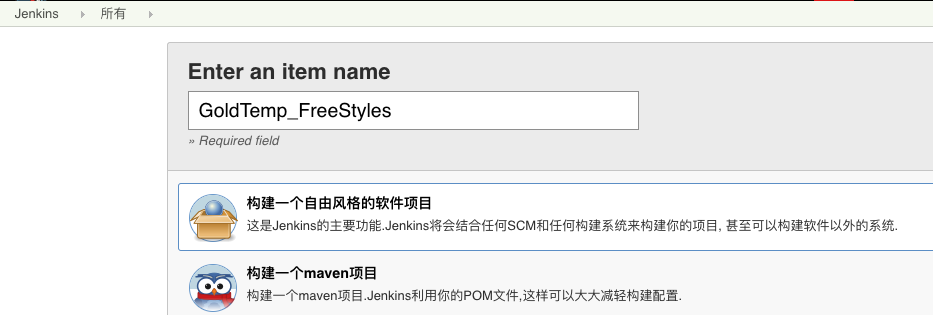 Jenkins 所有
Enter an item name
GoldTemp_FreeStyles
» Required field
构建一个自由风格的软件项目
这是Jenkins的主要功能.Jenkins将会结合任何SCM和任何构建系统来构建你的项目, 甚至可以构建软件以外的系统.
构建一个maven项目
构建一个maven项目.Jenkins利用你的POM文件,这样可以大大减轻构建配置.